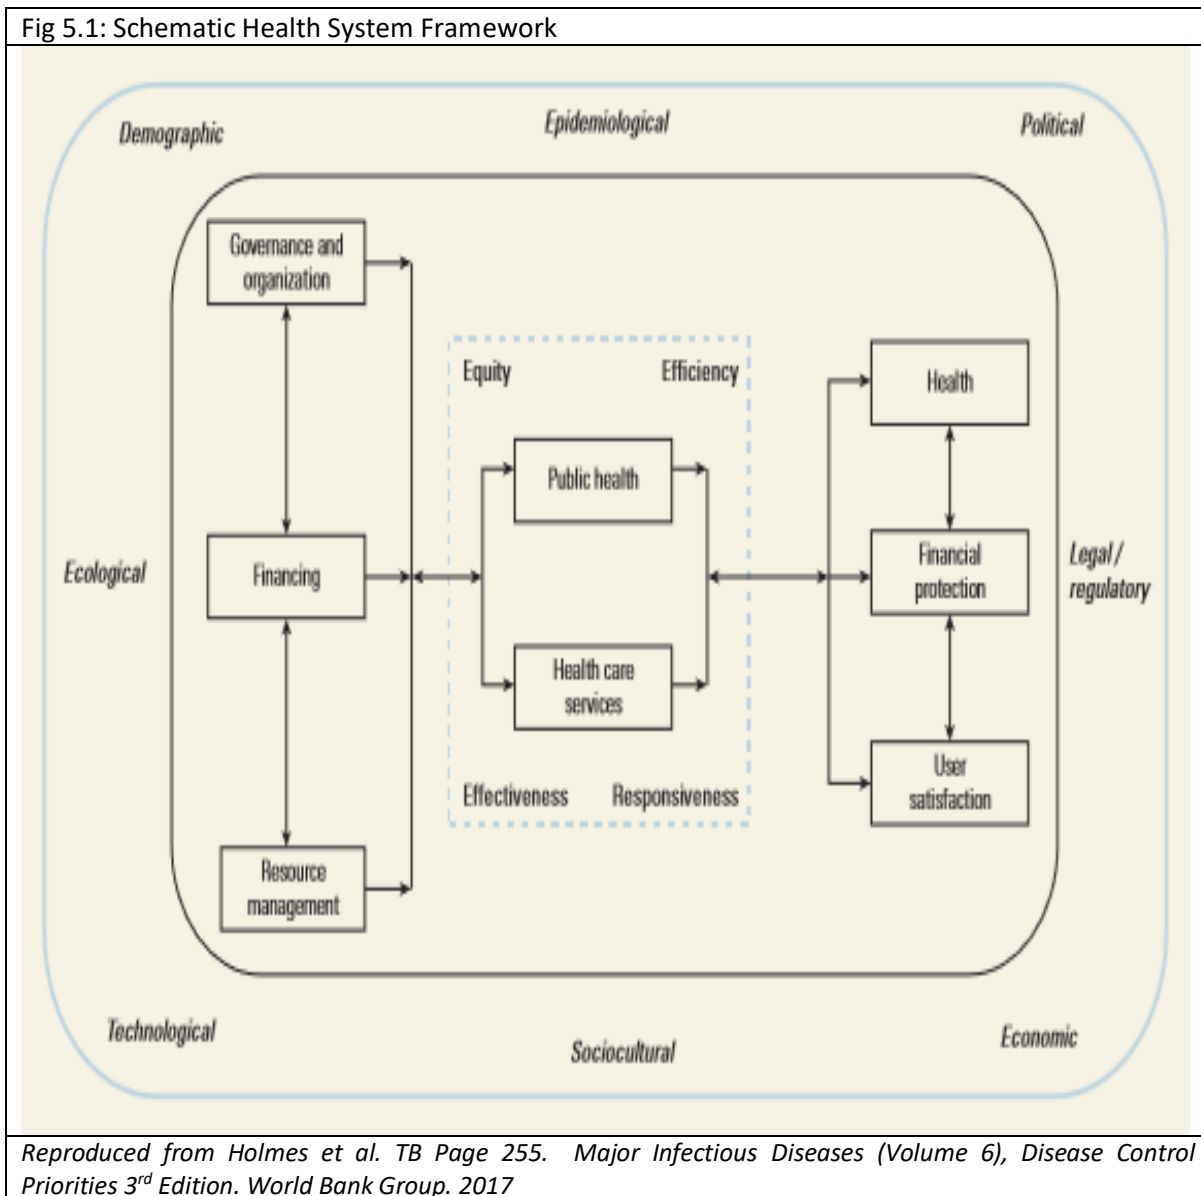 Fig 5.1: Schematic Health System Framework
Demographic
Epidemiological
Political
Governance and
organization
Equity
Efficiency
Health
Public health
Ecological
Financing
Financial
protection
Legal /
regulatory
Health care
services
User
satisfaction
Effectiveness
Responsiveness
Resource
management
Technological
Sociocultural
Economic
Reproduced from Holmes et al. TB Page 255. Major Infectious Diseases (Volume 6), Disease Control
Priorities 3rd Edition. World Bank Group. 2017